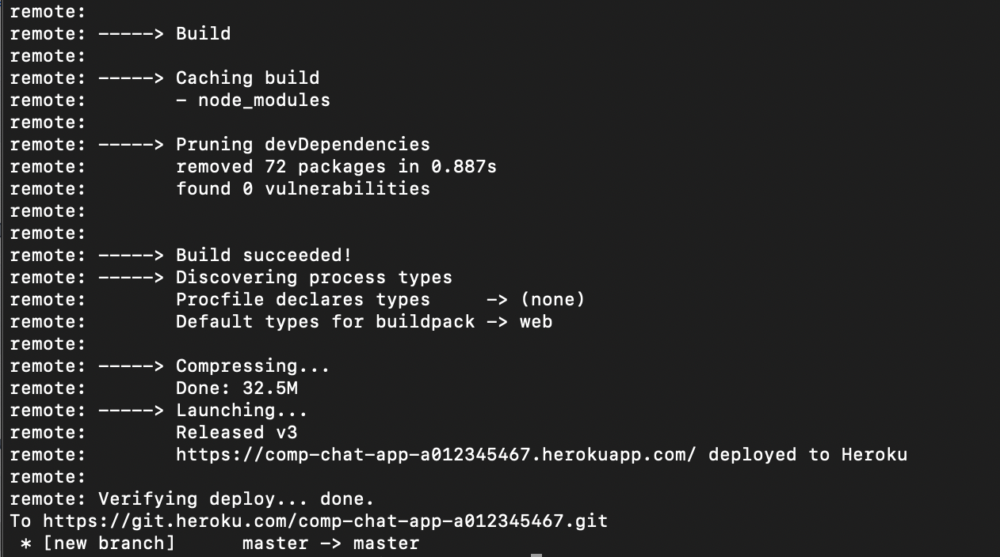 remote:
remote: -----> Build
remote:
remote: -----> Caching build
remote:        - node_modules
remote:
remote: -----> Pruning devDependencies
remote:        removed 72 packages in 0.887s
remote:        found 0 vulnerabilities
remote:
remote:
remote: -----> Build succeeded!
remote: -----> Discovering process types
remote:        Procfile declares types     -> (none)
remote:        Default types for buildpack -> web
remote:
remote: -----> Compressing...
remote:        Done: 32.5M
remote: -----> Launching...
remote:        Released v3
remote:        https://comp-chat-app-a012345467.herokuapp.com/ deployed to Heroku
remote:
remote: Verifying deploy... done.
To https://git.heroku.com/comp-chat-app-a012345467.git
 * [new branch]      master -> master